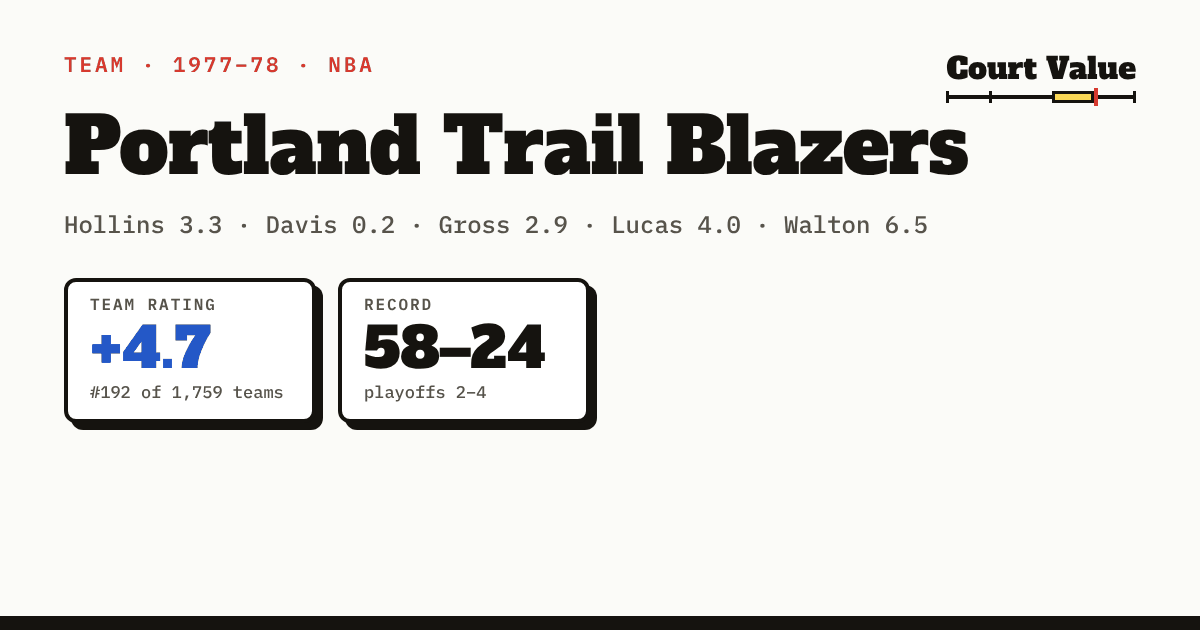 TEAM · 1977–78 · NBA
Court Value
Portland Trail Blazers
Hollins 3.3 · Davis 0.2 · Gross 2.9 · Lucas 4.0 · Walton 6.5
TEAM RATING
+4.7
#192 of 1,759 teams
RECORD
58–24
playoffs 2–4